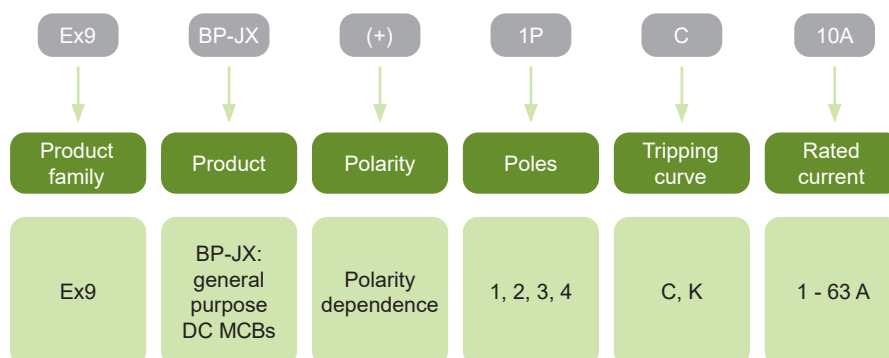 Ex9 BP-JX (+) 1P C 10A
Product family
Product
Polarity
Poles
Tripping curve
Rated current
Ex9
BP-JX:
general
purpose
DC MCBs
Polarity
dependence
1, 2, 3, 4
C, K
1 - 63 A